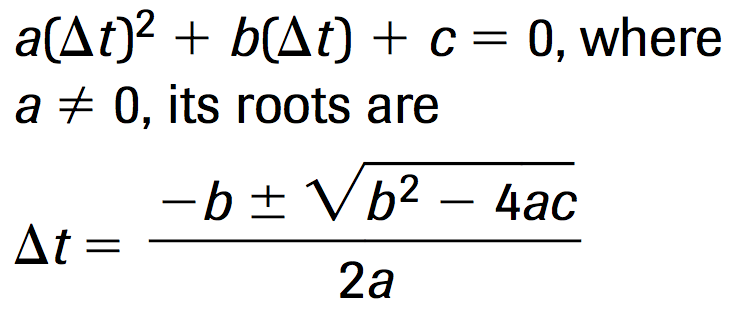 a(Δt)² + b(Δt) + c = 0, where
a ≠ 0, its roots are
Δt = (−b ± √(b² − 4ac)) / 2a